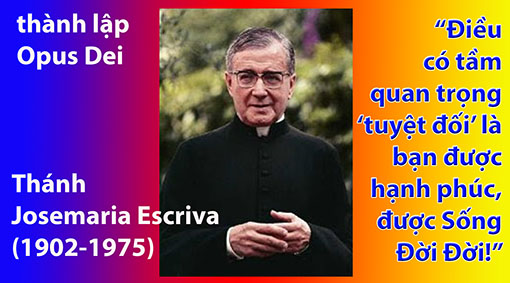 thành lập
Opus Dei
Thánh
Josemaria Escriva
(1902-1975)
“Điều
có tầm
quan trọng
‘tuyệt đối’ là
bạn được
hạnh phúc,
được Sống
Đời Đời!”